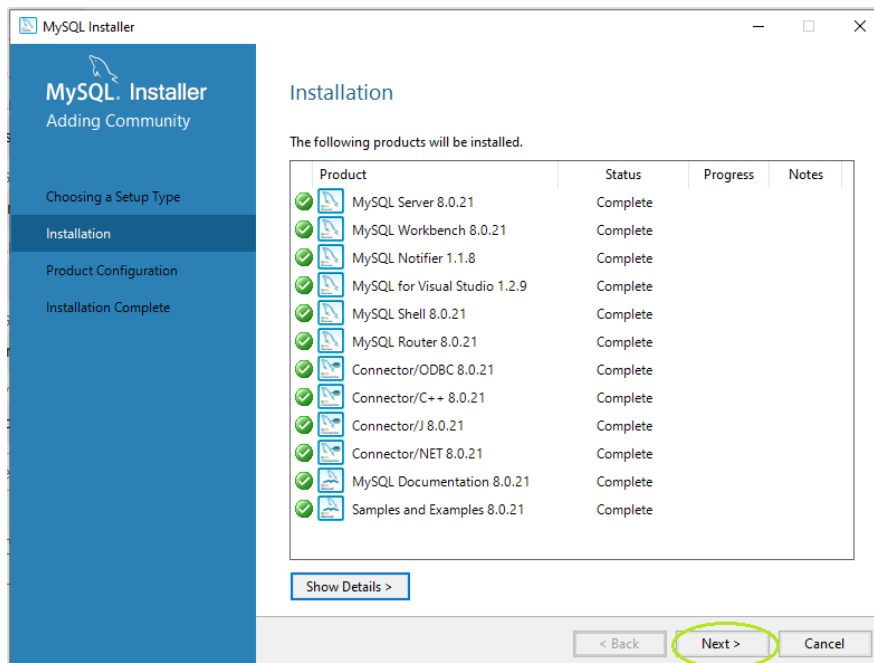 MySQL Installer
MySQL. Installer
Adding Community
Choosing a Setup Type
Installation
Product Configuration
Installation Complete
Installation
The following products will be installed.
Product Status Progress Notes
MySQL Server 8.0.21 Complete
MySQL Workbench 8.0.21 Complete
MySQL Notifier 1.1.8 Complete
MySQL for Visual Studio 1.2.9 Complete
MySQL Shell 8.0.21 Complete
MySQL Router 8.0.21 Complete
Connector/ODBC 8.0.21 Complete
Connector/C++ 8.0.21 Complete
Connector/J 8.0.21 Complete
Connector/NET 8.0.21 Complete
MySQL Documentation 8.0.21 Complete
Samples and Examples 8.0.21 Complete
Show Details >
< Back Next > Cancel